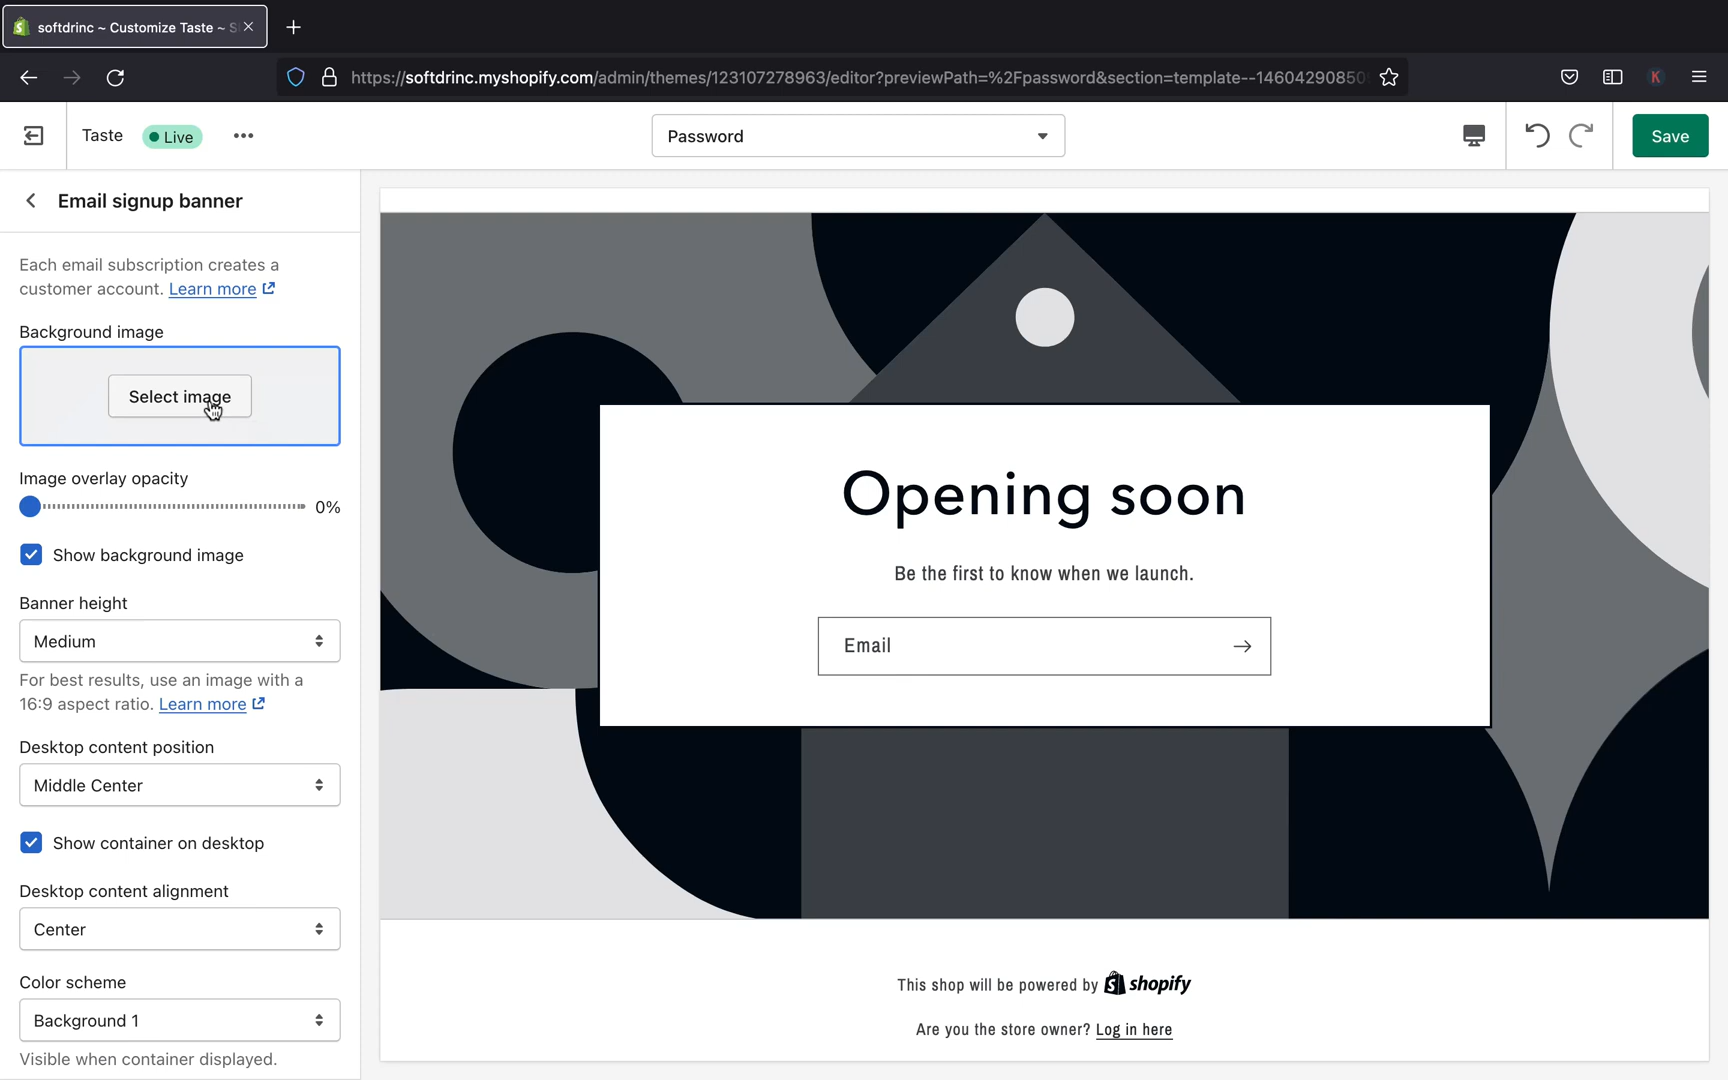 softdrinc ~ Customize Taste ~ S
https://softdrinc.myshopify.com/admin/themes/123107278963/editor?previewPath=%2Fpassword&section=template--1460429085
K
Taste
Live
Password
Save
Email signup banner
Each email subscription creates a
customer account. Learn more
Background image
Select image
Image overlay opacity
0%
Show background image
Banner height
Medium
For best results, use an image with a
16:9 aspect ratio. Learn more
Desktop content position
Middle Center
Show container on desktop
Desktop content alignment
Center
Color scheme
Background 1
Visible when container displayed.
Opening soon
Be the first to know when we launch.
Email
This shop will be powered by shopify
Are you the store owner? Log in here